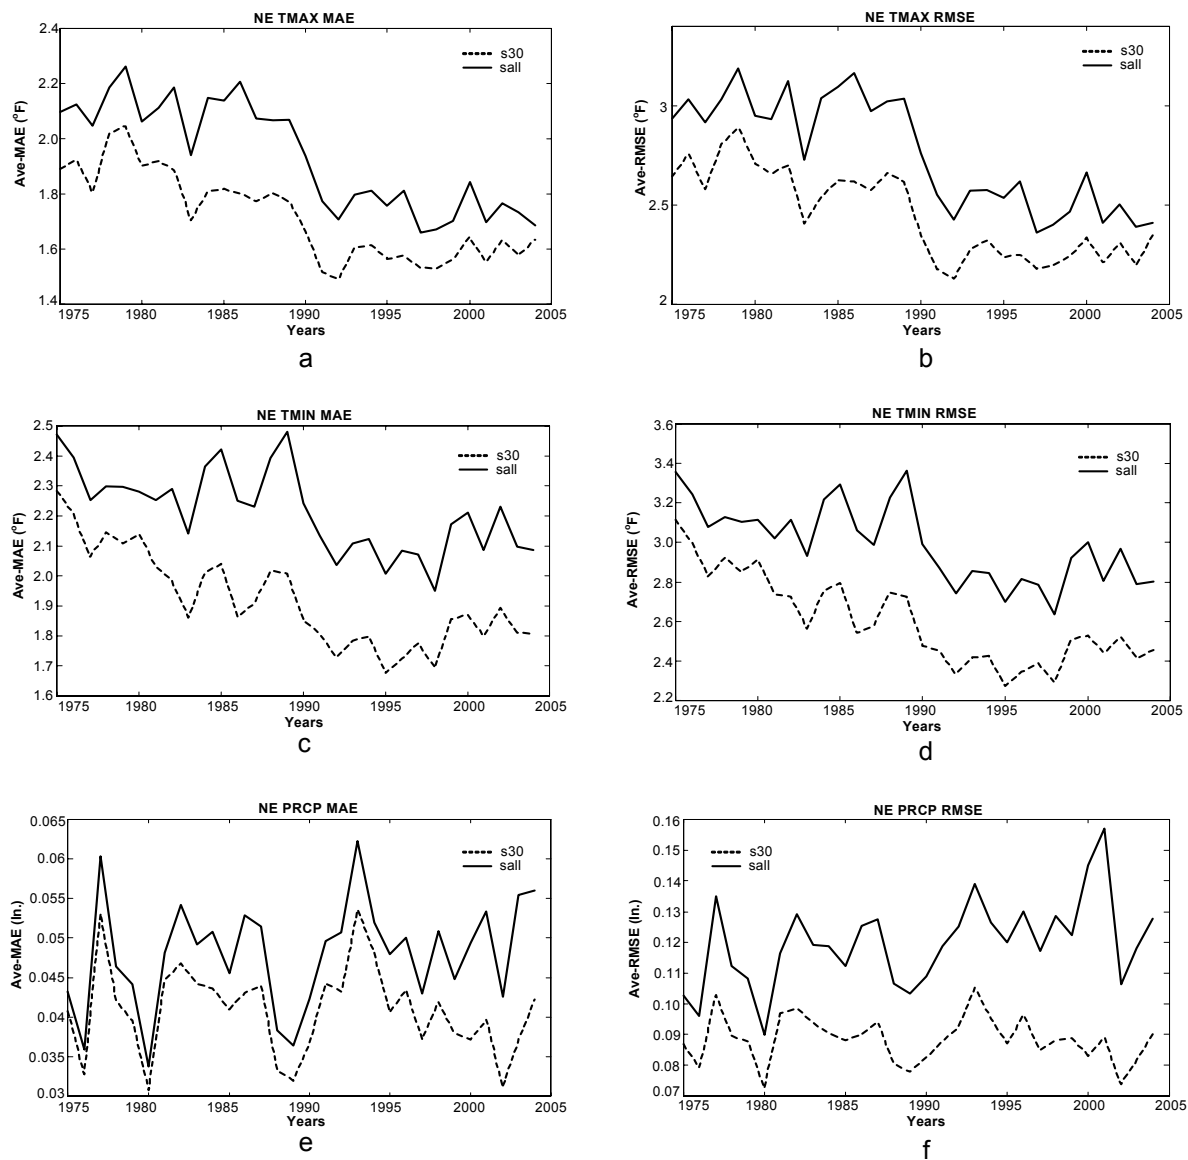 NE TMAX MAE
2.4
2.2
2.0
1.8
1.6
1.4
Ave-MAE (°F)
s30
sall
1975 1980 1985 1990 1995 2000 2005
Years
a
NE TMAX RMSE
3
2.5
2
Ave-RMSE (°F)
s30
sall
1975 1980 1985 1990 1995 2000 2005
Years
b
NE TMIN MAE
2.5
2.4
2.3
2.2
2.1
2.0
1.9
1.8
1.7
1.6
Ave-MAE (°F)
s30
sall
1975 1980 1985 1990 1995 2000 2005
Years
c
NE TMIN RMSE
3.6
3.4
3.2
3.0
2.8
2.6
2.4
2.2
Ave-RMSE (°F)
s30
sall
1975 1980 1985 1990 1995 2000 2005
Years
d
NE PRCP MAE
0.065
0.06
0.055
0.05
0.045
0.04
0.035
0.03
Ave-MAE (In.)
s30
sall
1975 1980 1985 1990 1995 2000 2005
Years
e
NE PRCP RMSE
0.16
0.15
0.14
0.13
0.12
0.11
0.10
0.09
0.08
0.07
Ave-RMSE (In.)
s30
sall
1975 1980 1985 1990 1995 2000 2005
Years
f